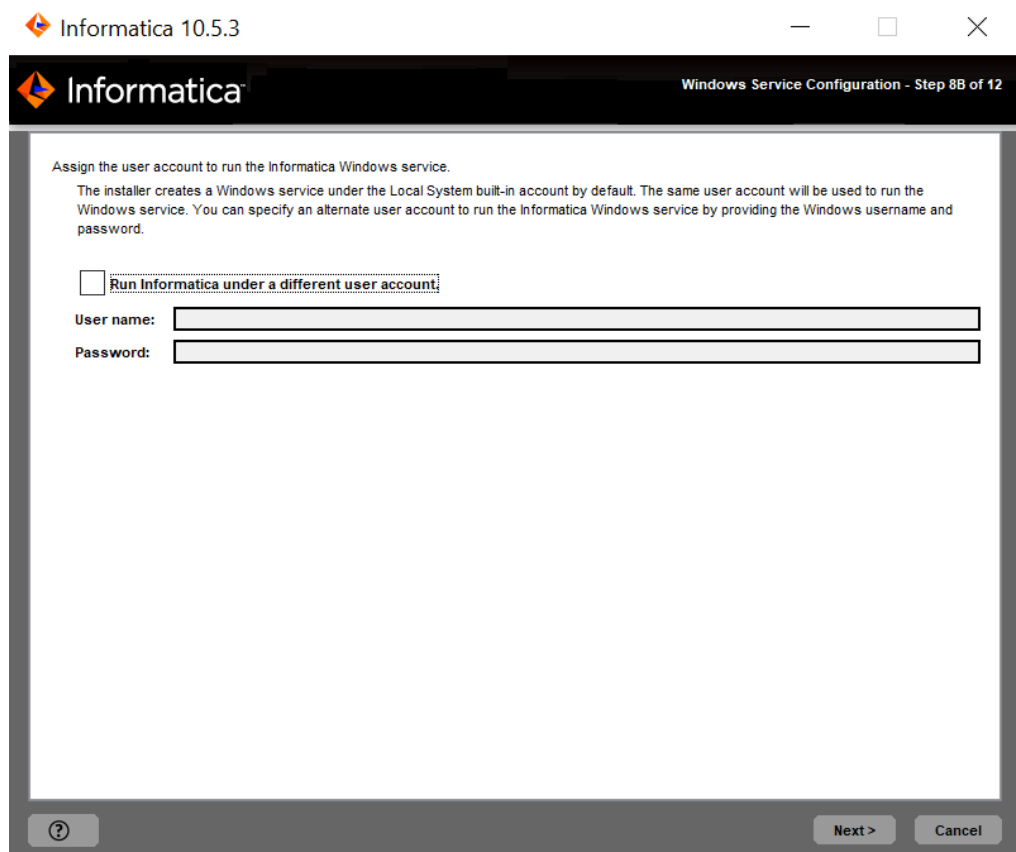 Informatica 10.5.3
Informatica
Windows Service Configuration - Step 8B of 12
Assign the user account to run the Informatica Windows service.
The installer creates a Windows service under the Local System built-in account by default. The same user account will be used to run the
Windows service. You can specify an alternate user account to run the Informatica Windows service by providing the Windows username and
password.
Run Informatica under a different user account.
User name:
Password:
?
Next >
Cancel